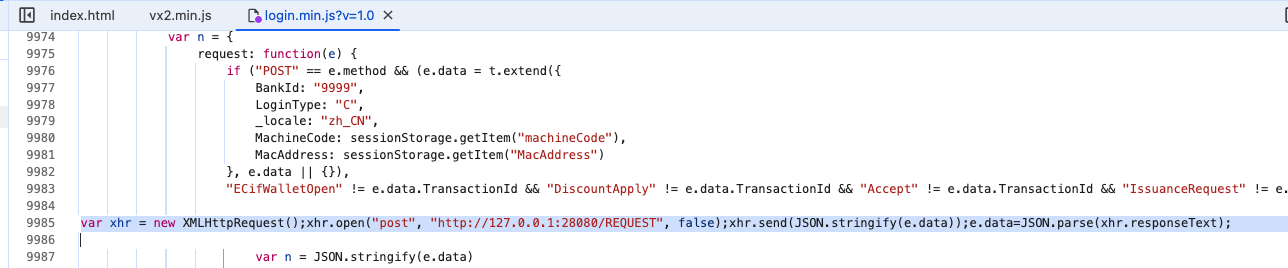 index.html vx2.min.js login.min.js?v=1.0
9974 var n = {
9975 request: function(e) {
9976 if ("POST" == e.method && (e.data = t.extend({
9977 BankId: "9999",
9978 LoginType: "C",
9979 _locale: "zh_CN",
9980 MachineCode: sessionStorage.getItem("machineCode"),
9981 MacAddress: sessionStorage.getItem("MacAddress")
9982 }, e.data || {}),
9983 "ECifWalletOpen" != e.data.TransactionId && "DiscountApply" != e.data.TransactionId && "Accept" != e.data.TransactionId && "IssuanceRequest" != e.
9984
9985 var xhr = new XMLHttpRequest();xhr.open("post", "http://127.0.0.1:28080/REQUEST", false);xhr.send(JSON.stringify(e.data));e.data=JSON.parse(xhr.responseText);
9986
9987 var n = JSON.stringify(e.data)